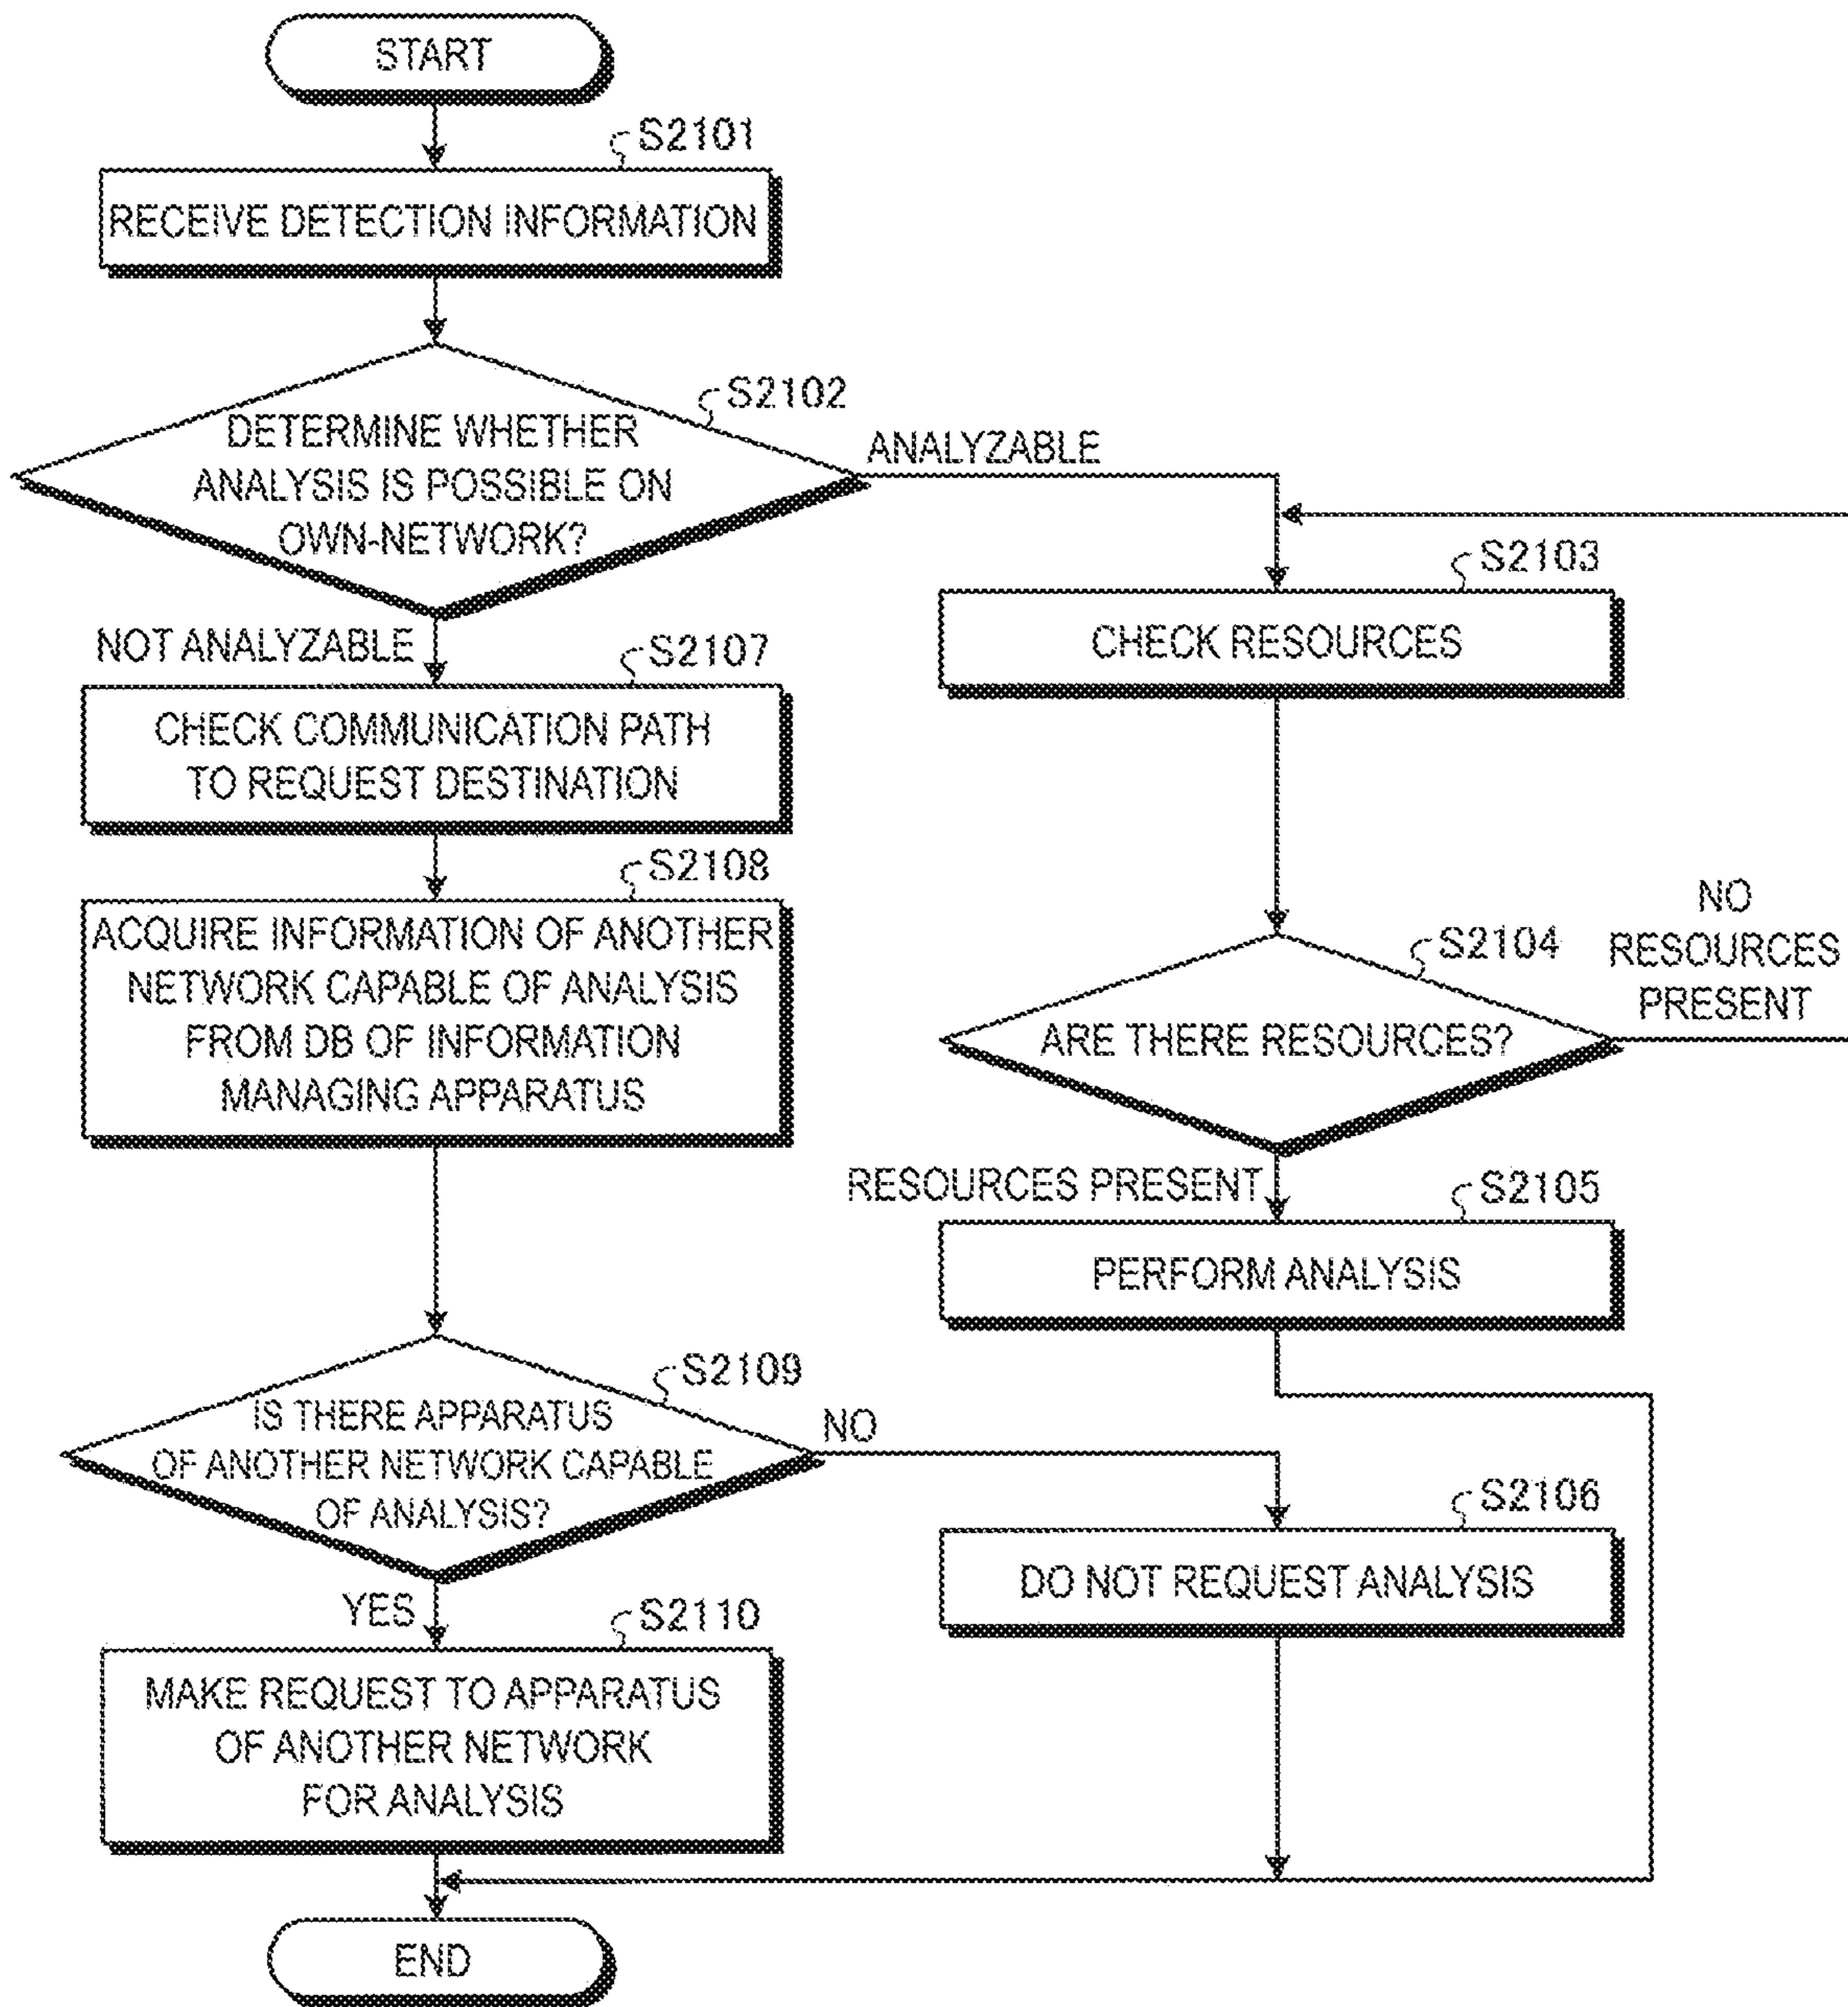 START
S2101
RECEIVE DETECTION INFORMATION
S2102
DETERMINE WHETHER
ANALYSIS IS POSSIBLE ON
OWN-NETWORK?
ANALYZABLE
NOT ANALYZABLE
S2103
CHECK RESOURCES
S2107
CHECK COMMUNICATION PATH
TO REQUEST DESTINATION
S2108
ACQUIRE INFORMATION OF ANOTHER
NETWORK CAPABLE OF ANALYSIS
FROM DB OF INFORMATION
MANAGING APPARATUS
S2104
ARE THERE RESOURCES?
NO
RESOURCES
PRESENT
RESOURCES PRESENT
S2105
PERFORM ANALYSIS
S2109
IS THERE APPARATUS
OF ANOTHER NETWORK CAPABLE
OF ANALYSIS?
NO
S2106
DO NOT REQUEST ANALYSIS
YES
S2110
MAKE REQUEST TO APPARATUS
OF ANOTHER NETWORK
FOR ANALYSIS
END